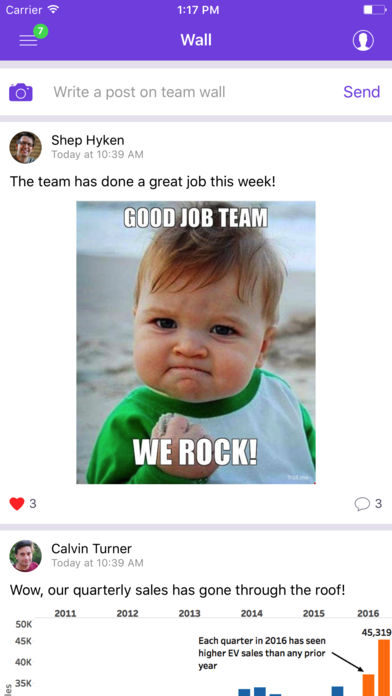 Carrier 1:17 PM
7
Wall
Write a post on team wall Send
Shep Hyken
Today at 10:39 AM
The team has done a great job this week!
GOOD JOB TEAM
WE ROCK!
3 3
Calvin Turner
Today at 10:39 AM
Wow, our quarterly sales has gone through the roof!
2011 2012 2013 2014 2015 2016
50K
45,319
45K
Each quarter in 2016 has seen
higher EV sales than any prior
year
40K
35K